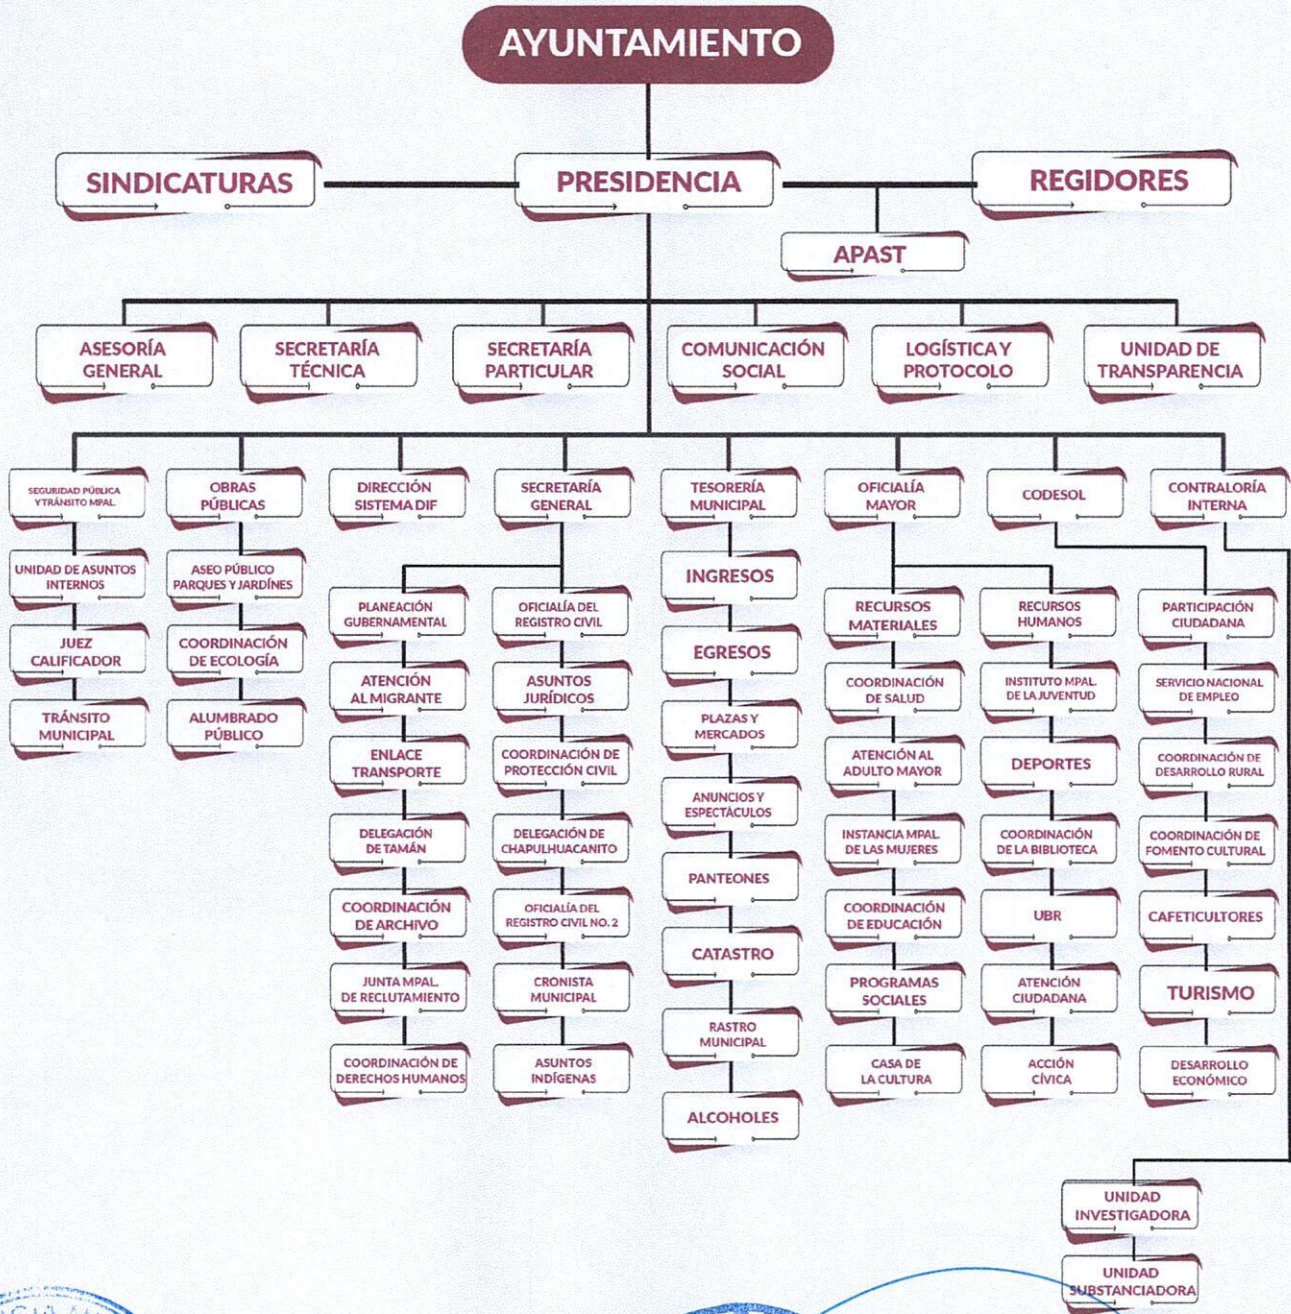 AYUNTAMIENTO
SINDICATURAS
PRESIDENCIA
REGIDORES
APAST
ASESORÍA
GENERAL
SECRETARÍA
TÉCNICA
SECRETARÍA
PARTICULAR
COMUNICACIÓN
SOCIAL
LOGÍSTICA Y
PROTOCOLO
UNIDAD DE
TRANSPARENCIA
SEGURIDAD PÚBLICA
Y TRÁNSITO MPAL.
OBRAS
PÚBLICAS
DIRECCIÓN
SISTEMA DIF
SECRETARÍA
GENERAL
TESORERÍA
MUNICIPAL
OFICIALÍA
MAYOR
CODESOL
CONTRALORÍA
INTERNA
UNIDAD DE ASUNTOS
INTERNOS
JUEZ
CALIFICADOR
TRÁNSITO
MUNICIPAL
ASEO PÚBLICO
PARQUES Y JARDÍNES
COORDINACIÓN
DE ECOLOGÍA
ALUMBRADO
PÚBLICO
PLANEACIÓN
GUBERNAMENTAL
ATENCIÓN
AL MIGRANTE
ENLACE
TRANSPORTE
DELEGACIÓN
DE TAMÁN
COORDINACIÓN
DE ARCHIVO
JUNTA MPAL.
DE RECLUTAMIENTO
COORDINACIÓN DE
DERECHOS HUMANOS
OFICIALÍA DEL
REGISTRO CIVIL
ASUNTOS
JURÍDICOS
COORDINACIÓN DE
PROTECCIÓN CIVIL
DELEGACIÓN DE
CHAPULHUACANITO
OFICIALÍA DEL
REGISTRO CIVIL NO. 2
CRONISTA
MUNICIPAL
ASUNTOS
INDÍGENAS
INGRESOS
EGRESOS
PLAZAS Y
MERCADOS
ANUNCIOS Y
ESPECTÁCULOS
PANTEONES
CATASTRO
RASTRO
MUNICIPAL
ALCOHOLES
RECURSOS
MATERIALES
COORDINACIÓN
DE SALUD
ATENCIÓN AL
ADULTO MAYOR
INSTANCIA MPAL.
DE LAS MUJERES
COORDINACIÓN
DE EDUCACIÓN
PROGRAMAS
SOCIALES
CASA DE
LA CULTURA
RECURSOS
HUMANOS
INSTITUTO MPAL.
DE LA JUVENTUD
DEPORTES
COORDINACIÓN
DE LA BIBLIOTECA
UBR
ATENCIÓN
CIUDADANA
ACCIÓN
CÍVICA
PARTICIPACIÓN
CIUDADANA
SERVICIO NACIONAL
DE EMPLEO
COORDINACIÓN DE
DESARROLLO RURAL
COORDINACIÓN DE
FOMENTO CULTURAL
CAFETICULTORES
TURISMO
DESARROLLO
ECONÓMICO
UNIDAD
INVESTIGADORA
UNIDAD
SUBSTANCIADORA